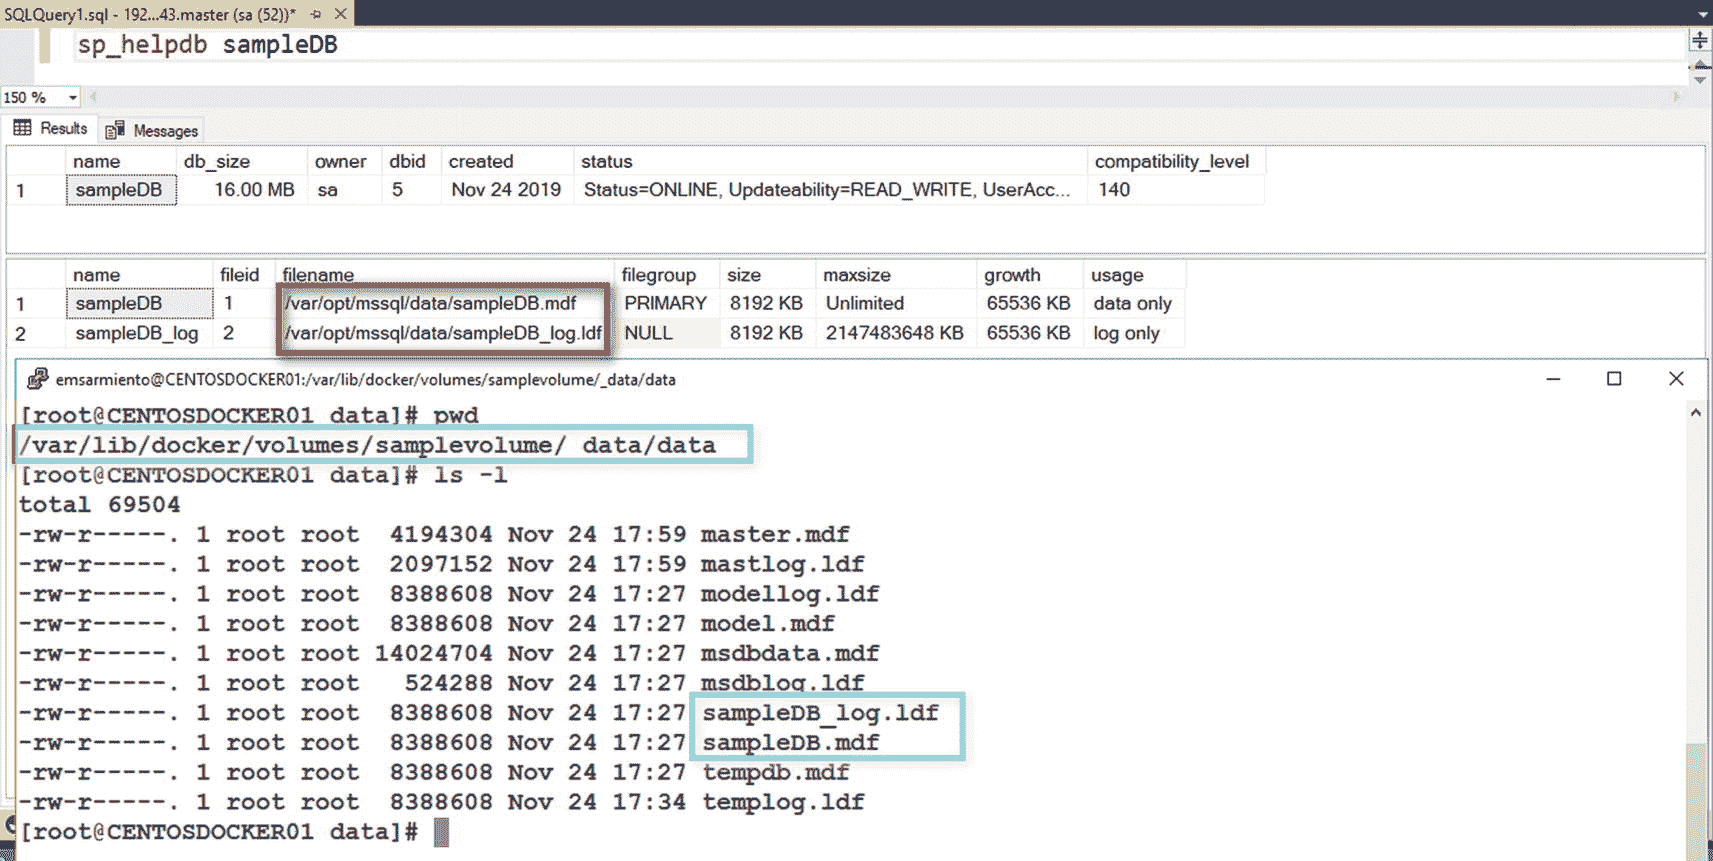 SQLQuery1.sql - 192...43.master (sa (52))*
sp_helpdb sampleDB
150 %
Results Messages
name db_size owner dbid created status compatibility_level
1 sampleDB 16.00 MB sa 5 Nov 24 2019 Status=ONLINE, Updateability=READ_WRITE, UserAcc... 140
name fileid filename filegroup size maxsize growth usage
1 sampleDB 1 /var/opt/mssql/data/sampleDB.mdf PRIMARY 8192 KB Unlimited 65536 KB data only
2 sampleDB_log 2 /var/opt/mssql/data/sampleDB_log.ldf NULL 8192 KB 2147483648 KB 65536 KB log only
emsarmiento@CENTOSDOCKER01:/var/lib/docker/volumes/samplevolume/_data/data
[root@CENTOSDOCKER01 data]# pwd
/var/lib/docker/volumes/samplevolume/_data/data
[root@CENTOSDOCKER01 data]# ls -l
total 69504
-rw-r-----. 1 root root 4194304 Nov 24 17:59 master.mdf
-rw-r-----. 1 root root 2097152 Nov 24 17:59 mastlog.ldf
-rw-r-----. 1 root root 8388608 Nov 24 17:27 modellog.ldf
-rw-r-----. 1 root root 8388608 Nov 24 17:27 model.mdf
-rw-r-----. 1 root root 14024704 Nov 24 17:27 msdbdata.mdf
-rw-r-----. 1 root root 524288 Nov 24 17:27 msdblog.ldf
-rw-r-----. 1 root root 8388608 Nov 24 17:27 sampleDB_log.ldf
-rw-r-----. 1 root root 8388608 Nov 24 17:27 sampleDB.mdf
-rw-r-----. 1 root root 8388608 Nov 24 17:27 tempdb.mdf
-rw-r-----. 1 root root 8388608 Nov 24 17:34 templog.ldf
[root@CENTOSDOCKER01 data]#